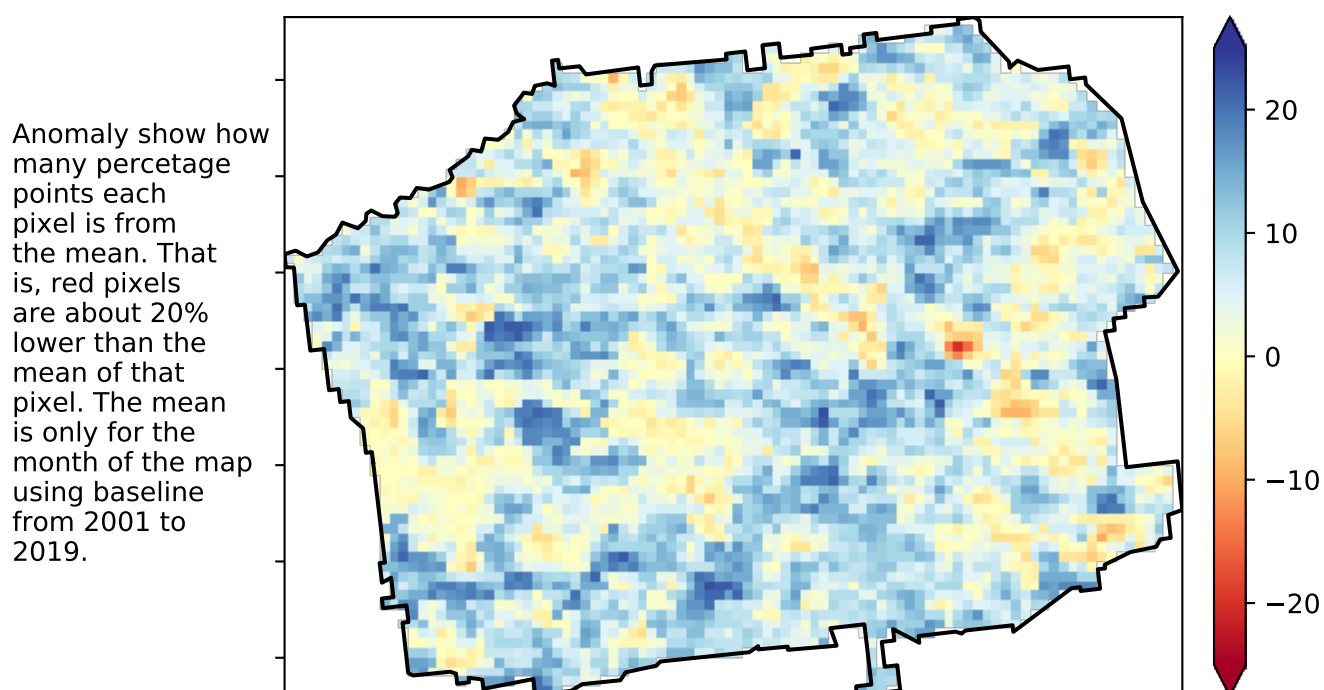 Anomaly show how
many percetage
points each
pixel is from
the mean. That
is, red pixels
are about 20%
lower than the
mean of that
pixel. The mean
is only for the
month of the map
using baseline
from 2001 to
2019.
20
10
0
−10
−20